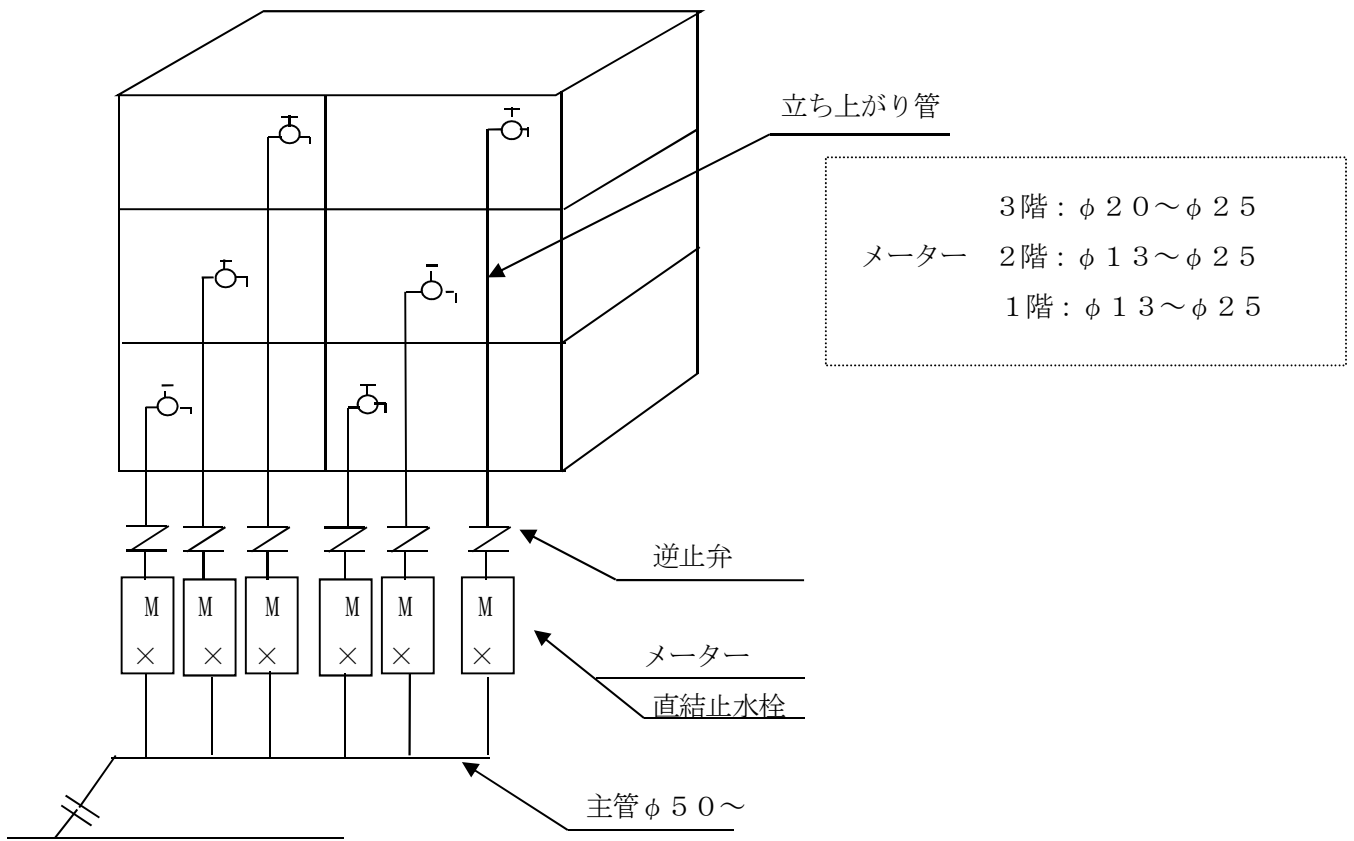 立ち上がり管
３階：φ２０～φ２５
メーター　２階：φ１３～φ２５
１階：φ１３～φ２５
逆止弁
M M M M M M
× × × × × ×
メーター
直結止水栓
主管φ５０～